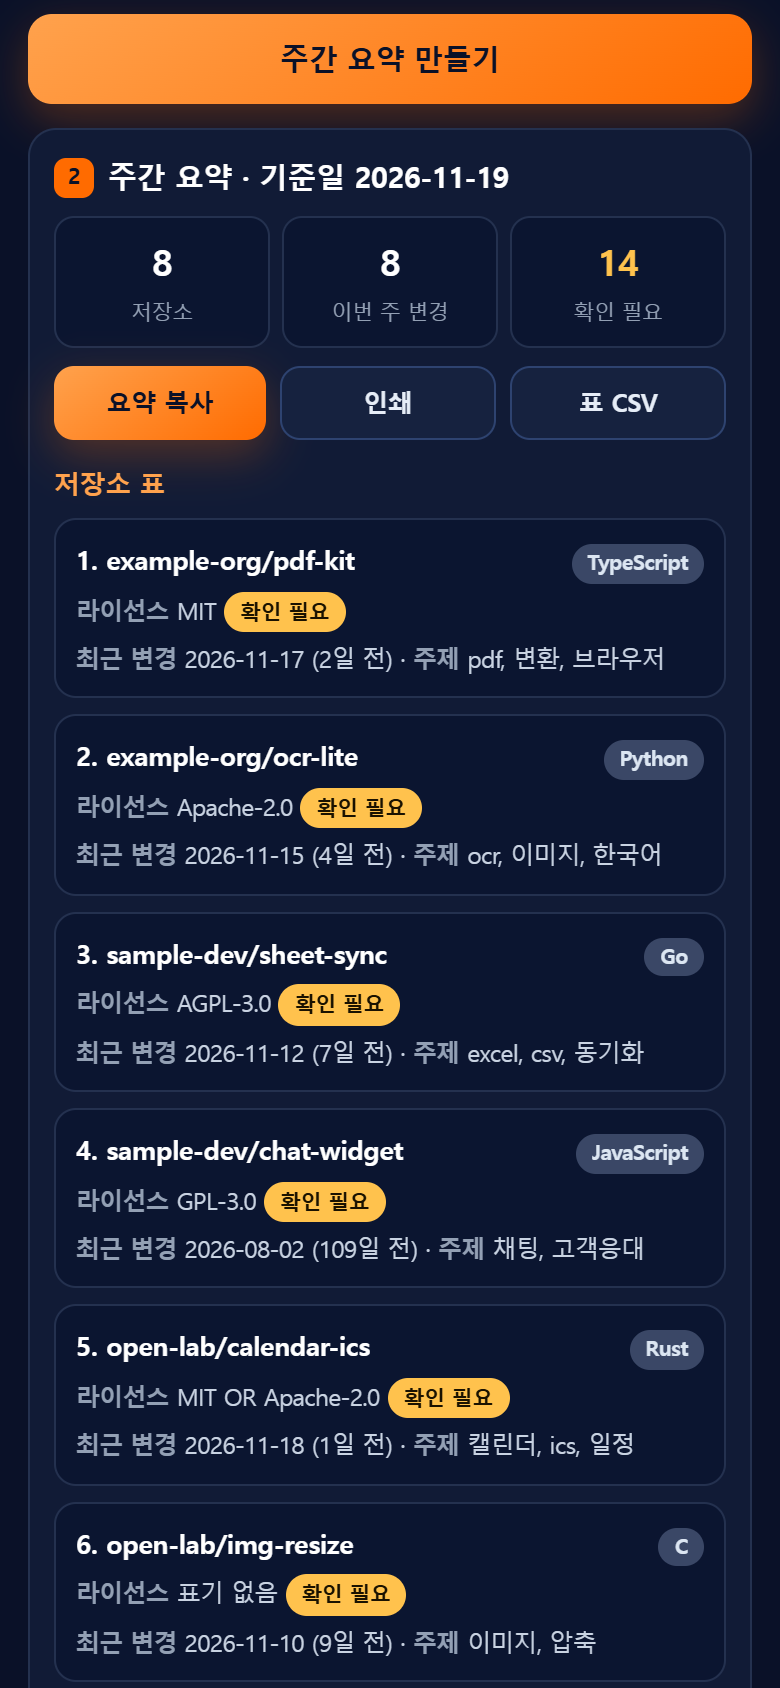 주간 요약 만들기
2 주간 요약 · 기준일 2026-11-19
8 8 14
저장소 이번 주 변경 확인 필요
요약 복사 인쇄 표 CSV
저장소 표
1. example-org/pdf-kit TypeScript
라이선스 MIT 확인 필요
최근 변경 2026-11-17 (2일 전) · 주제 pdf, 변환, 브라우저
2. example-org/ocr-lite Python
라이선스 Apache-2.0 확인 필요
최근 변경 2026-11-15 (4일 전) · 주제 ocr, 이미지, 한국어
3. sample-dev/sheet-sync Go
라이선스 AGPL-3.0 확인 필요
최근 변경 2026-11-12 (7일 전) · 주제 excel, csv, 동기화
4. sample-dev/chat-widget JavaScript
라이선스 GPL-3.0 확인 필요
최근 변경 2026-08-02 (109일 전) · 주제 채팅, 고객응대
5. open-lab/calendar-ics Rust
라이선스 MIT OR Apache-2.0 확인 필요
최근 변경 2026-11-18 (1일 전) · 주제 캘린더, ics, 일정
6. open-lab/img-resize C
라이선스 표기 없음 확인 필요
최근 변경 2026-11-10 (9일 전) · 주제 이미지, 압축